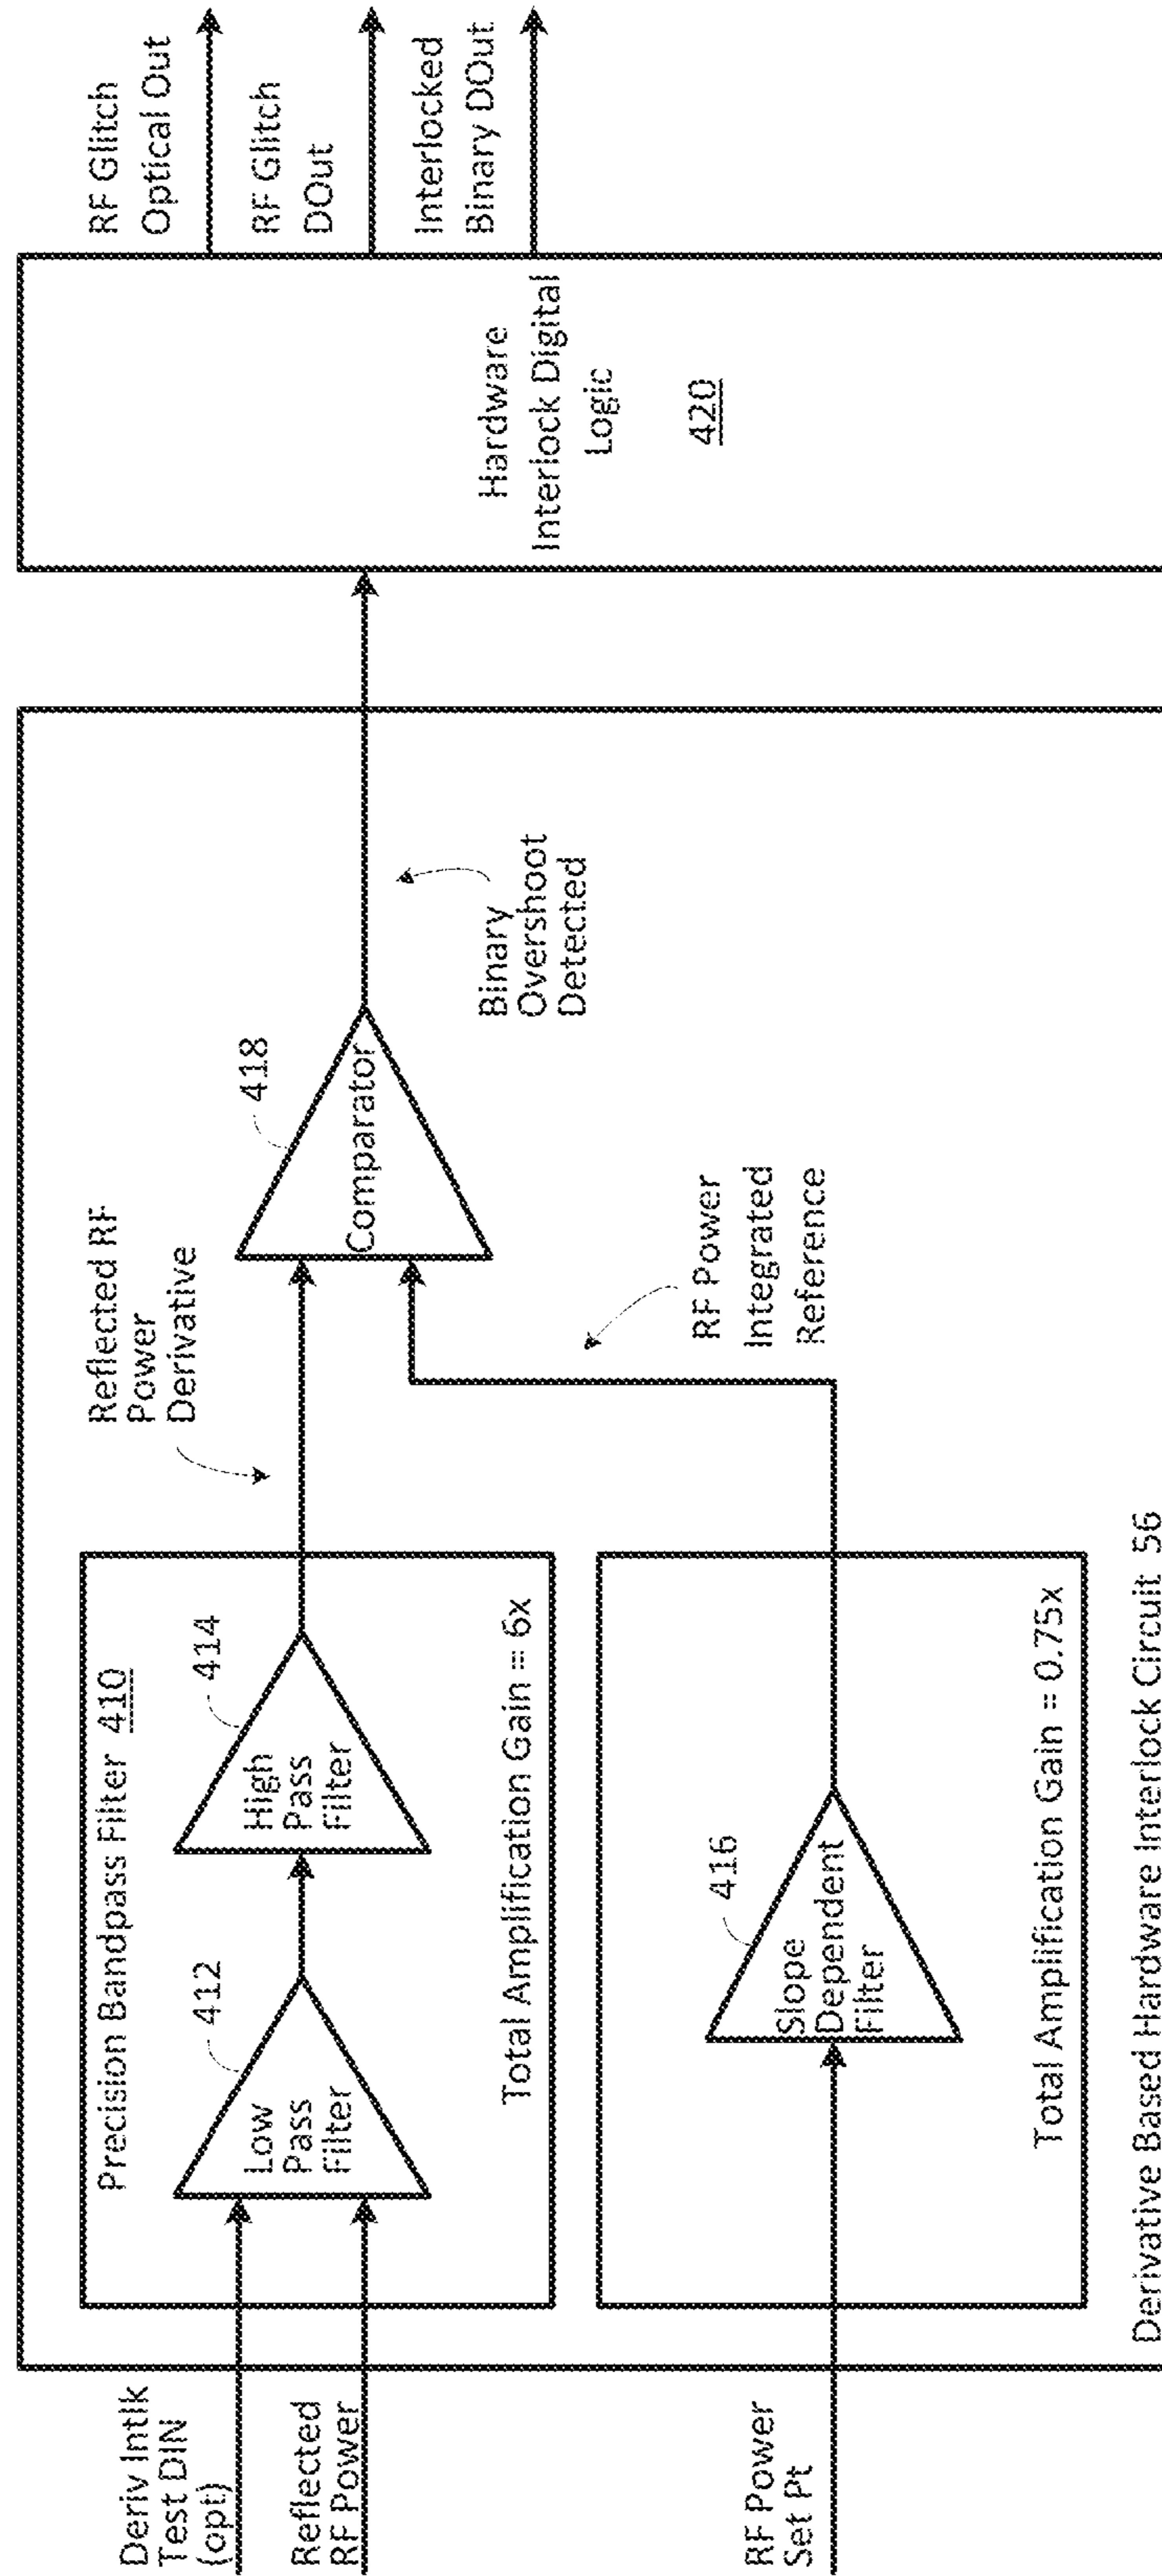 Deriv Intlk
Test DIN
(opt)
Reflected
RF Power
RF Power
Set Pt
Precision Bandpass Filter 410
412
Low
Pass
Filter
414
High
Pass
Filter
Total Amplification Gain = 6x
416
Slope
Dependent
Filter
Total Amplification Gain = 0.75x
Derivative Based Hardware Interlock Circuit 56
Reflected RF
Power
Derivative
RF Power
Integrated
Reference
418
Comparator
Binary
Overshoot
Detected
Hardware
Interlock Digital
Logic
420
RF Glitch
Optical Out
RF Glitch
DOut
Interlocked
Binary DOut